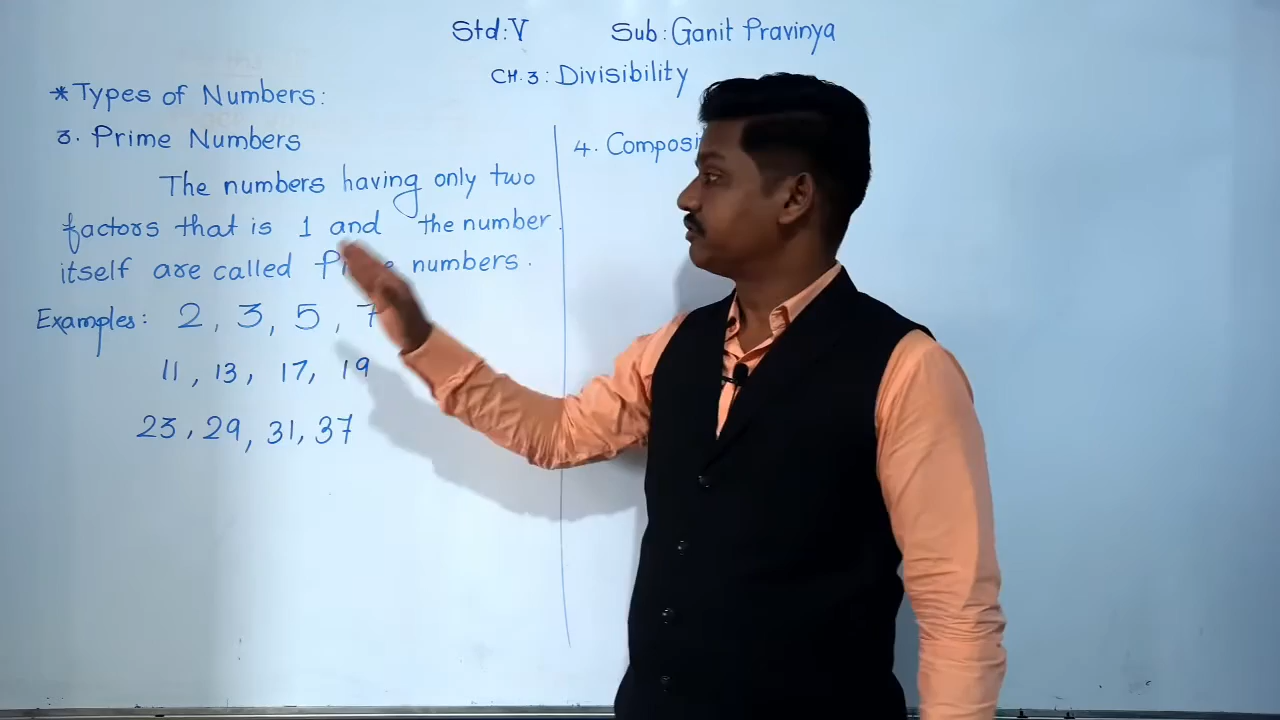 Std: V Sub: Ganit Pravinya
CH. 3: Divisibility
*Types of Numbers:
3. Prime Numbers
The numbers having only two
factors that is 1 and the number
itself are called numbers.
Examples: 2, 3, 5, 7
11, 13, 17, 19
23, 29, 31, 37
4.